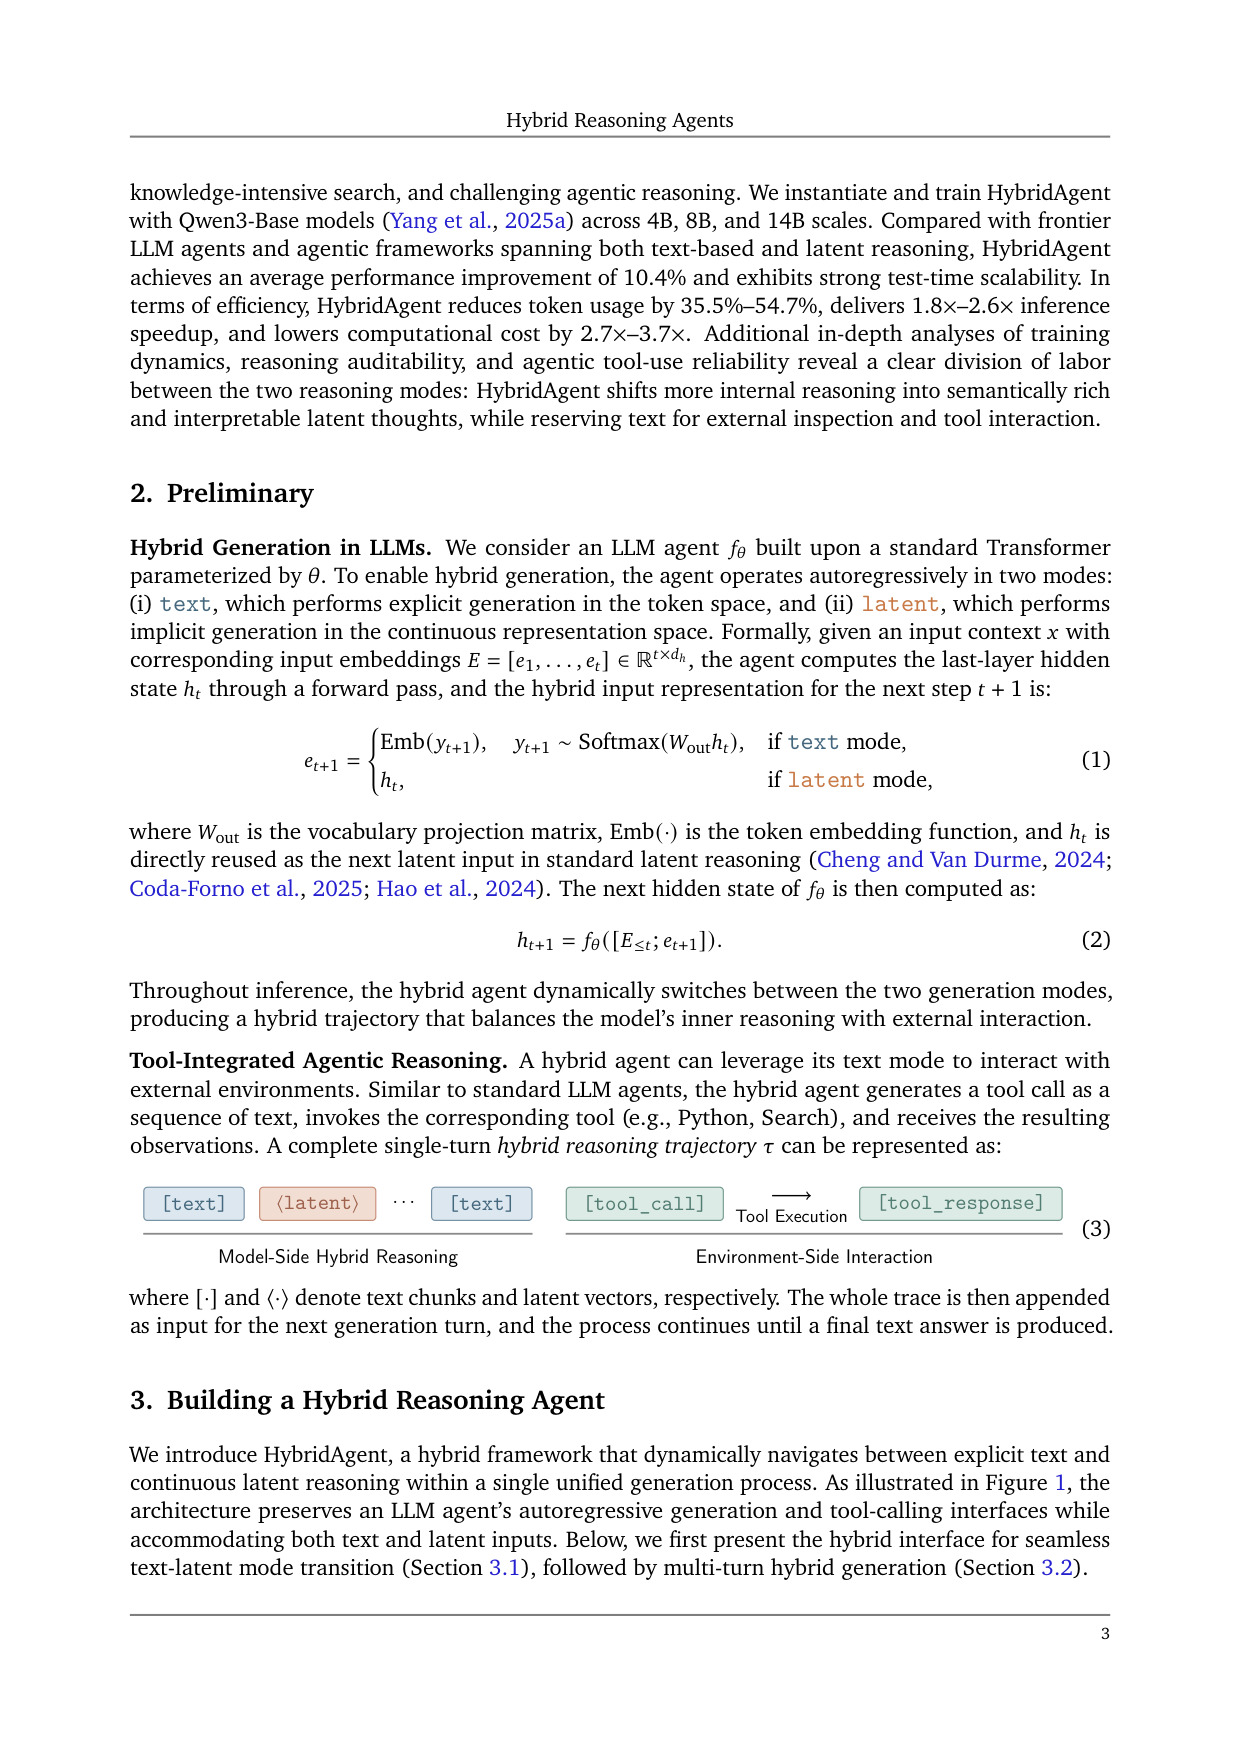 Hybrid Reasoning Agents
knowledge-intensive search, and challenging agentic reasoning. We instantiate and train HybridAgent
with Qwen3-Base models (Yang et al., 2025a) across 4B, 8B, and 14B scales. Compared with frontier
LLM agents and agentic frameworks spanning both text-based and latent reasoning, HybridAgent
achieves an average performance improvement of 10.4% and exhibits strong test-time scalability. In
terms of efficiency, HybridAgent reduces token usage by 35.5%–54.7%, delivers 1.8×–2.6× inference
speedup, and lowers computational cost by 2.7×–3.7×. Additional in-depth analyses of training
dynamics, reasoning auditability, and agentic tool-use reliability reveal a clear division of labor
between the two reasoning modes: HybridAgent shifts more internal reasoning into semantically rich
and interpretable latent thoughts, while reserving text for external inspection and tool interaction.
2. Preliminary
Hybrid Generation in LLMs. We consider an LLM agent f_θ built upon a standard Transformer
parameterized by θ. To enable hybrid generation, the agent operates autoregressively in two modes:
(i) text, which performs explicit generation in the token space, and (ii) latent, which performs
implicit generation in the continuous representation space. Formally, given an input context x with
corresponding input embeddings E = [e_1, . . . , e_t] ∈ ℝ^{t×d_h}, the agent computes the last-layer hidden
state h_t through a forward pass, and the hybrid input representation for the next step t + 1 is:
e_{t+1} = { Emb(y_{t+1}), y_{t+1} ∼ Softmax(W_out h_t), if text mode,
h_t, if latent mode, (1)
where W_out is the vocabulary projection matrix, Emb(·) is the token embedding function, and h_t is
directly reused as the next latent input in standard latent reasoning (Cheng and Van Durme, 2024;
Coda-Forno et al., 2025; Hao et al., 2024). The next hidden state of f_θ is then computed as:
h_{t+1} = f_θ([E_{≤t}; e_{t+1}]). (2)
Throughout inference, the hybrid agent dynamically switches between the two generation modes,
producing a hybrid trajectory that balances the model's inner reasoning with external interaction.
Tool-Integrated Agentic Reasoning. A hybrid agent can leverage its text mode to interact with
external environments. Similar to standard LLM agents, the hybrid agent generates a tool call as a
sequence of text, invokes the corresponding tool (e.g., Python, Search), and receives the resulting
observations. A complete single-turn hybrid reasoning trajectory τ can be represented as:
[text] ⟨latent⟩ ··· [text] [tool_call] ⟶ Tool Execution [tool_response] (3)
Model-Side Hybrid Reasoning Environment-Side Interaction
where [·] and ⟨·⟩ denote text chunks and latent vectors, respectively. The whole trace is then appended
as input for the next generation turn, and the process continues until a final text answer is produced.
3. Building a Hybrid Reasoning Agent
We introduce HybridAgent, a hybrid framework that dynamically navigates between explicit text and
continuous latent reasoning within a single unified generation process. As illustrated in Figure 1, the
architecture preserves an LLM agent's autoregressive generation and tool-calling interfaces while
accommodating both text and latent inputs. Below, we first present the hybrid interface for seamless
text-latent mode transition (Section 3.1), followed by multi-turn hybrid generation (Section 3.2).
3